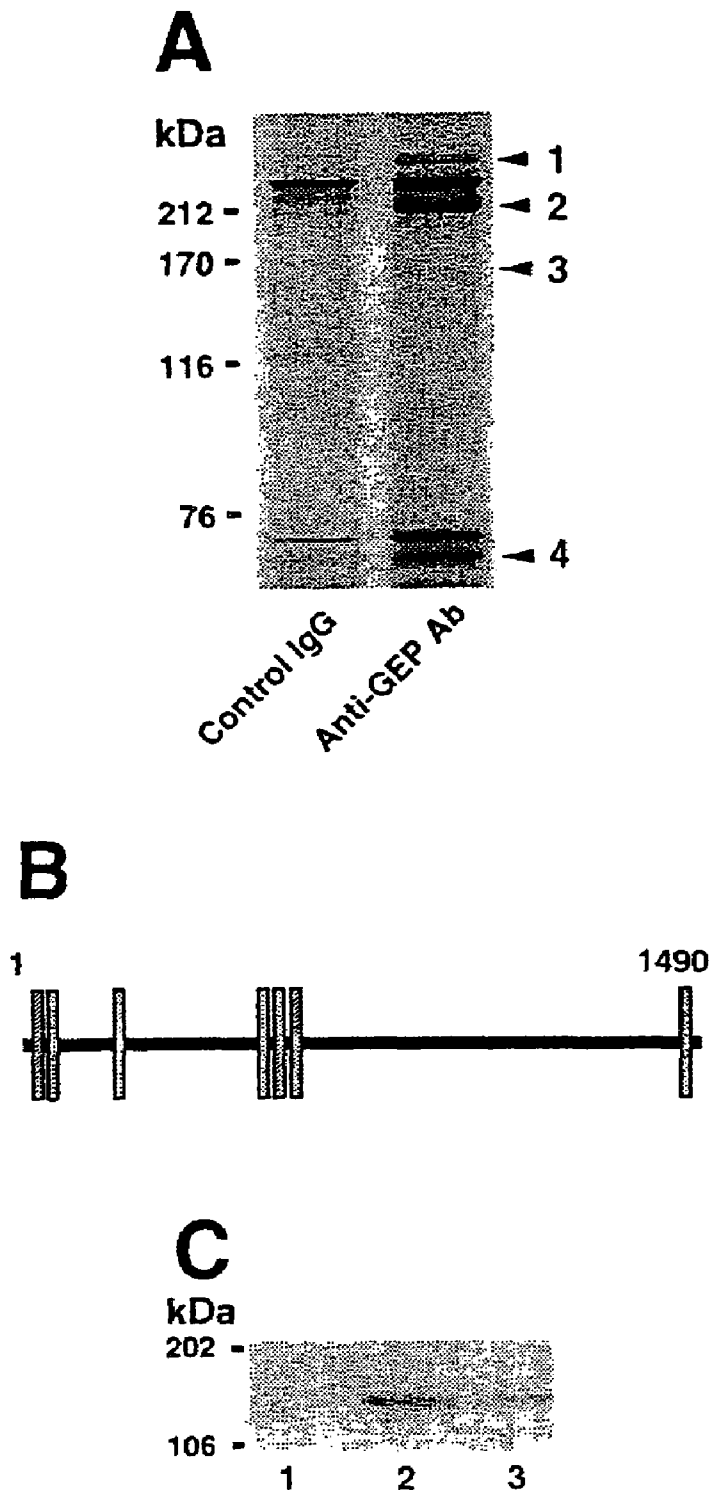 A
kDa
1
212 -
2
170 -
3
116 -
76 -
4
Control IgG
Anti-GEP Ab
B
1
1490
C
kDa
202 -
106 -
1 2 3